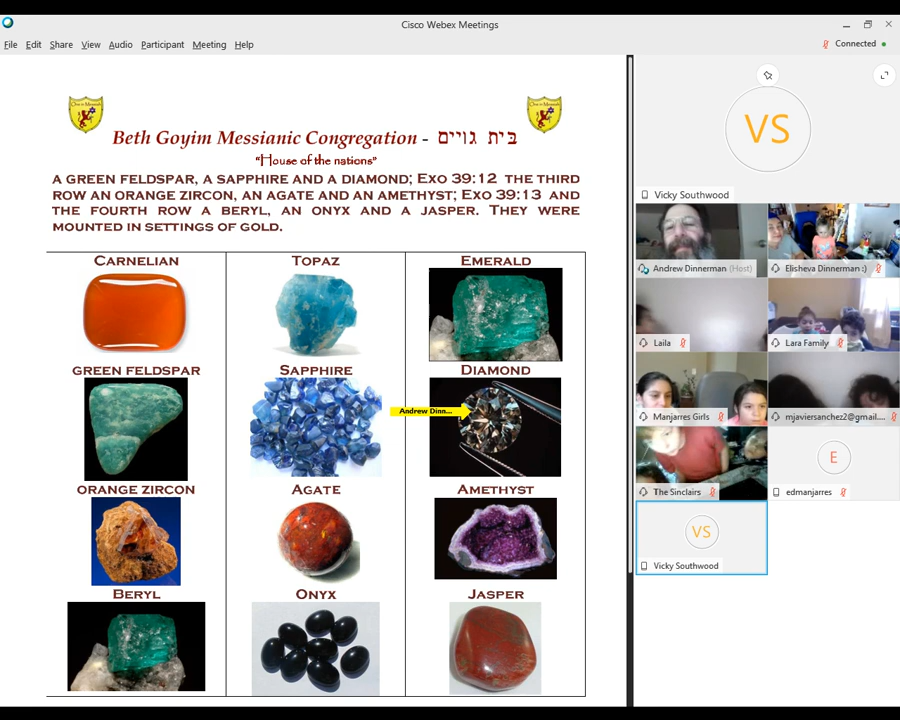 Cisco Webex Meetings
File Edit Share View Audio Participant Meeting Help
Connected
Beth Goyim Messianic Congregation - בית גויים
“House of the nations”
A GREEN FELDSPAR, A SAPPHIRE AND A DIAMOND; EXO 39:12 THE THIRD
ROW AN ORANGE ZIRCON, AN AGATE AND AN AMETHYST; EXO 39:13 AND
THE FOURTH ROW A BERYL, AN ONYX AND A JASPER. THEY WERE
MOUNTED IN SETTINGS OF GOLD.
CARNELIAN TOPAZ EMERALD
GREEN FELDSPAR SAPPHIRE DIAMOND
Andrew Dinn...
ORANGE ZIRCON AGATE AMETHYST
BERYL ONYX JASPER
VS
Vicky Southwood
Andrew Dinnerman (Host) Elisheva Dinnerman :)
Laila Lara Family
Manjarres Girls mjaviersanchez2@gmail....
E
The Sinclairs edmanjarres
VS
Vicky Southwood